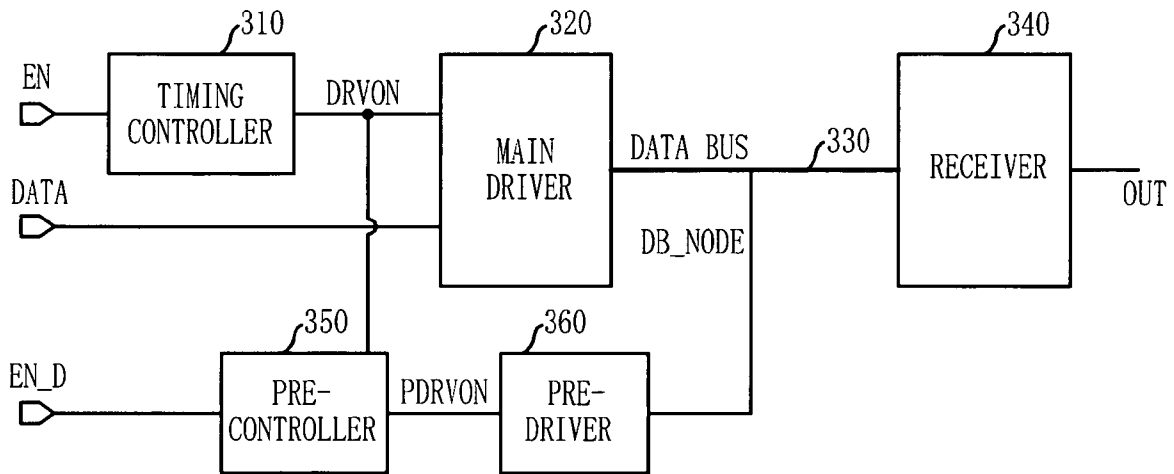 310
320
340
EN
TIMING
CONTROLLER
DRVON
MAIN
DRIVER
DATA BUS
330
RECEIVER
OUT
DATA
DB_NODE
350
360
EN_D
PRE-
CONTROLLER
PDRVON
PRE-
DRIVER